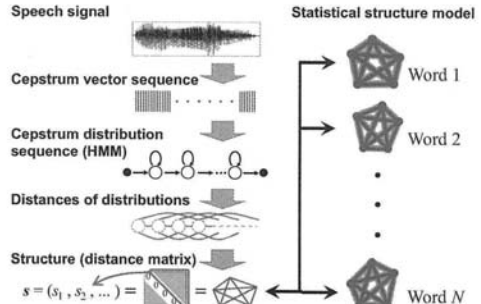 Speech signal
Cepstrum vector sequence
Cepstrum distribution
sequence (HMM)
Distances of distributions
Structure (distance matrix)
s = (s₁ , s₂ , ... ) = =
Statistical structure model
Word 1
Word 2
Word N